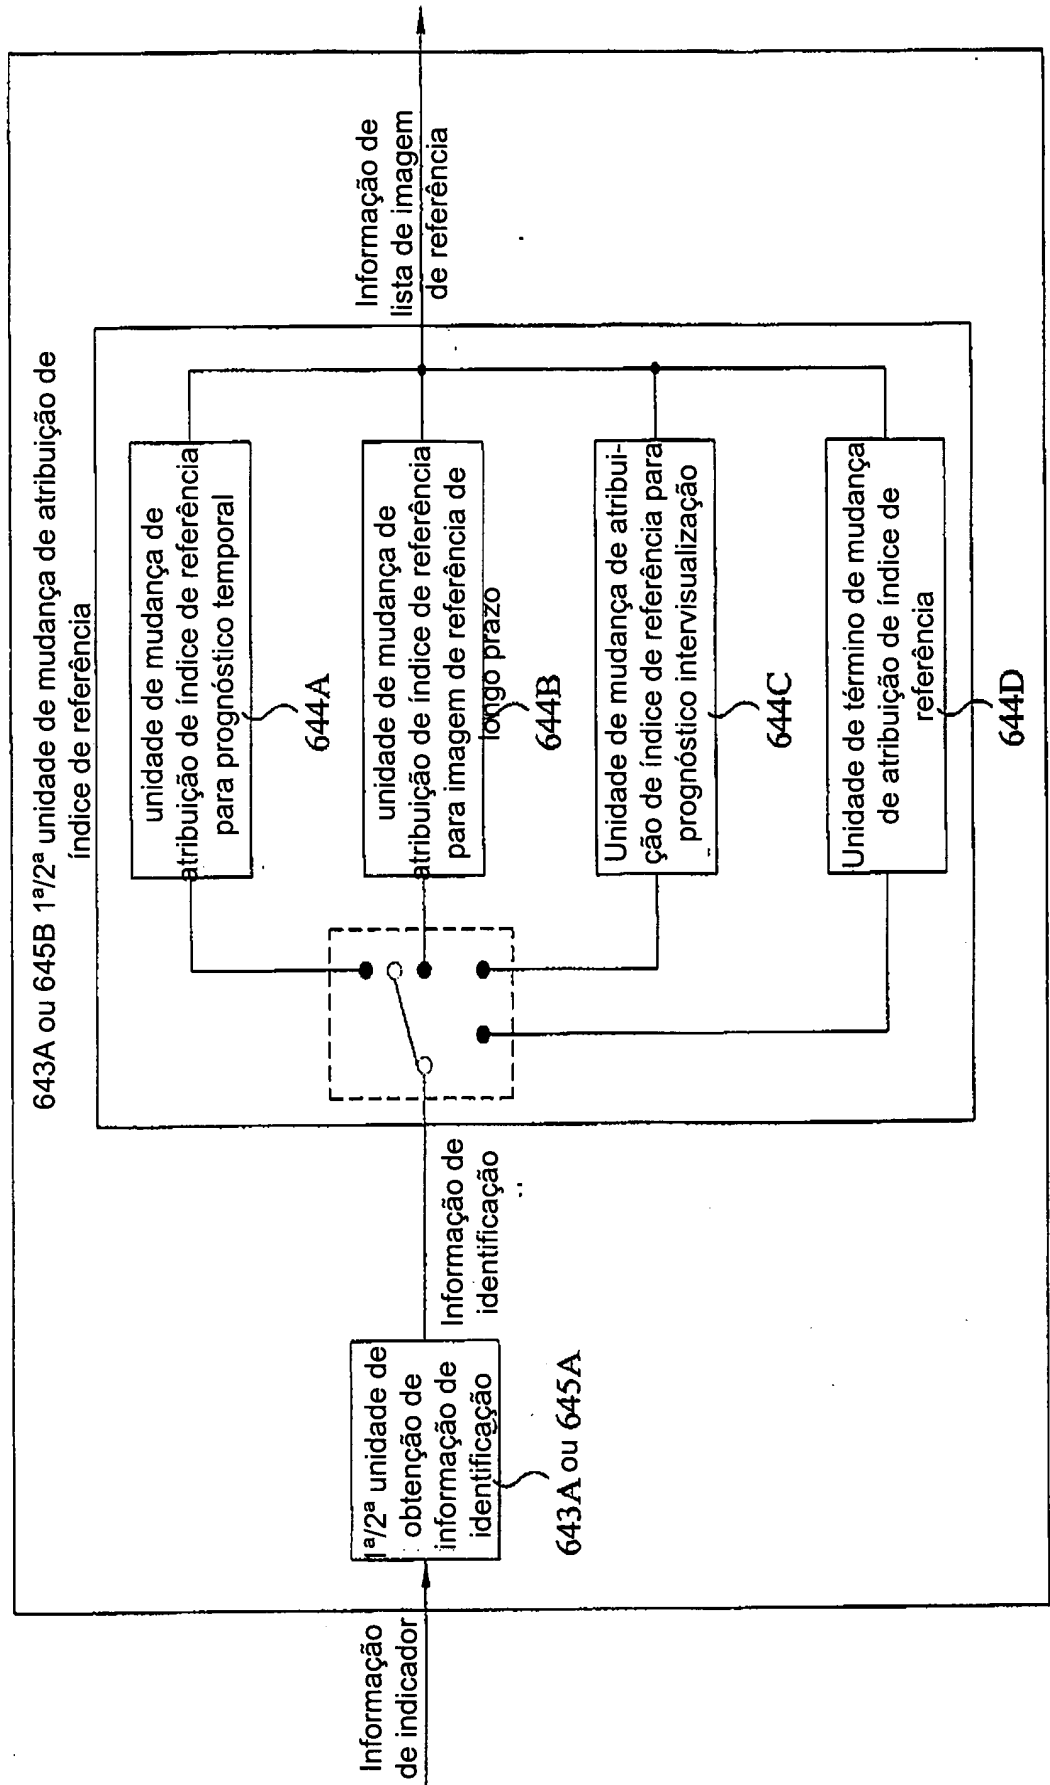 643A ou 645B 1ª/2ª unidade de mudança de atribuição de
índice de referência
Informação
de indicador
1ª/2ª unidade de
obtenção de
informação de
identificação
643A ou 645A
Informação de
identificação
unidade de mudança de
atribuição de índice de referência
para prognóstico temporal
644A
unidade de mudança de
atribuição de índice de referência
para imagem de referência de
longo prazo
644B
Unidade de mudança de atribui-
ção de índice de referência para
prognóstico intervisualização
644C
Unidade de término de mudança
de atribuição de índice de
referência
644D
Informação de
lista de imagem
de referência